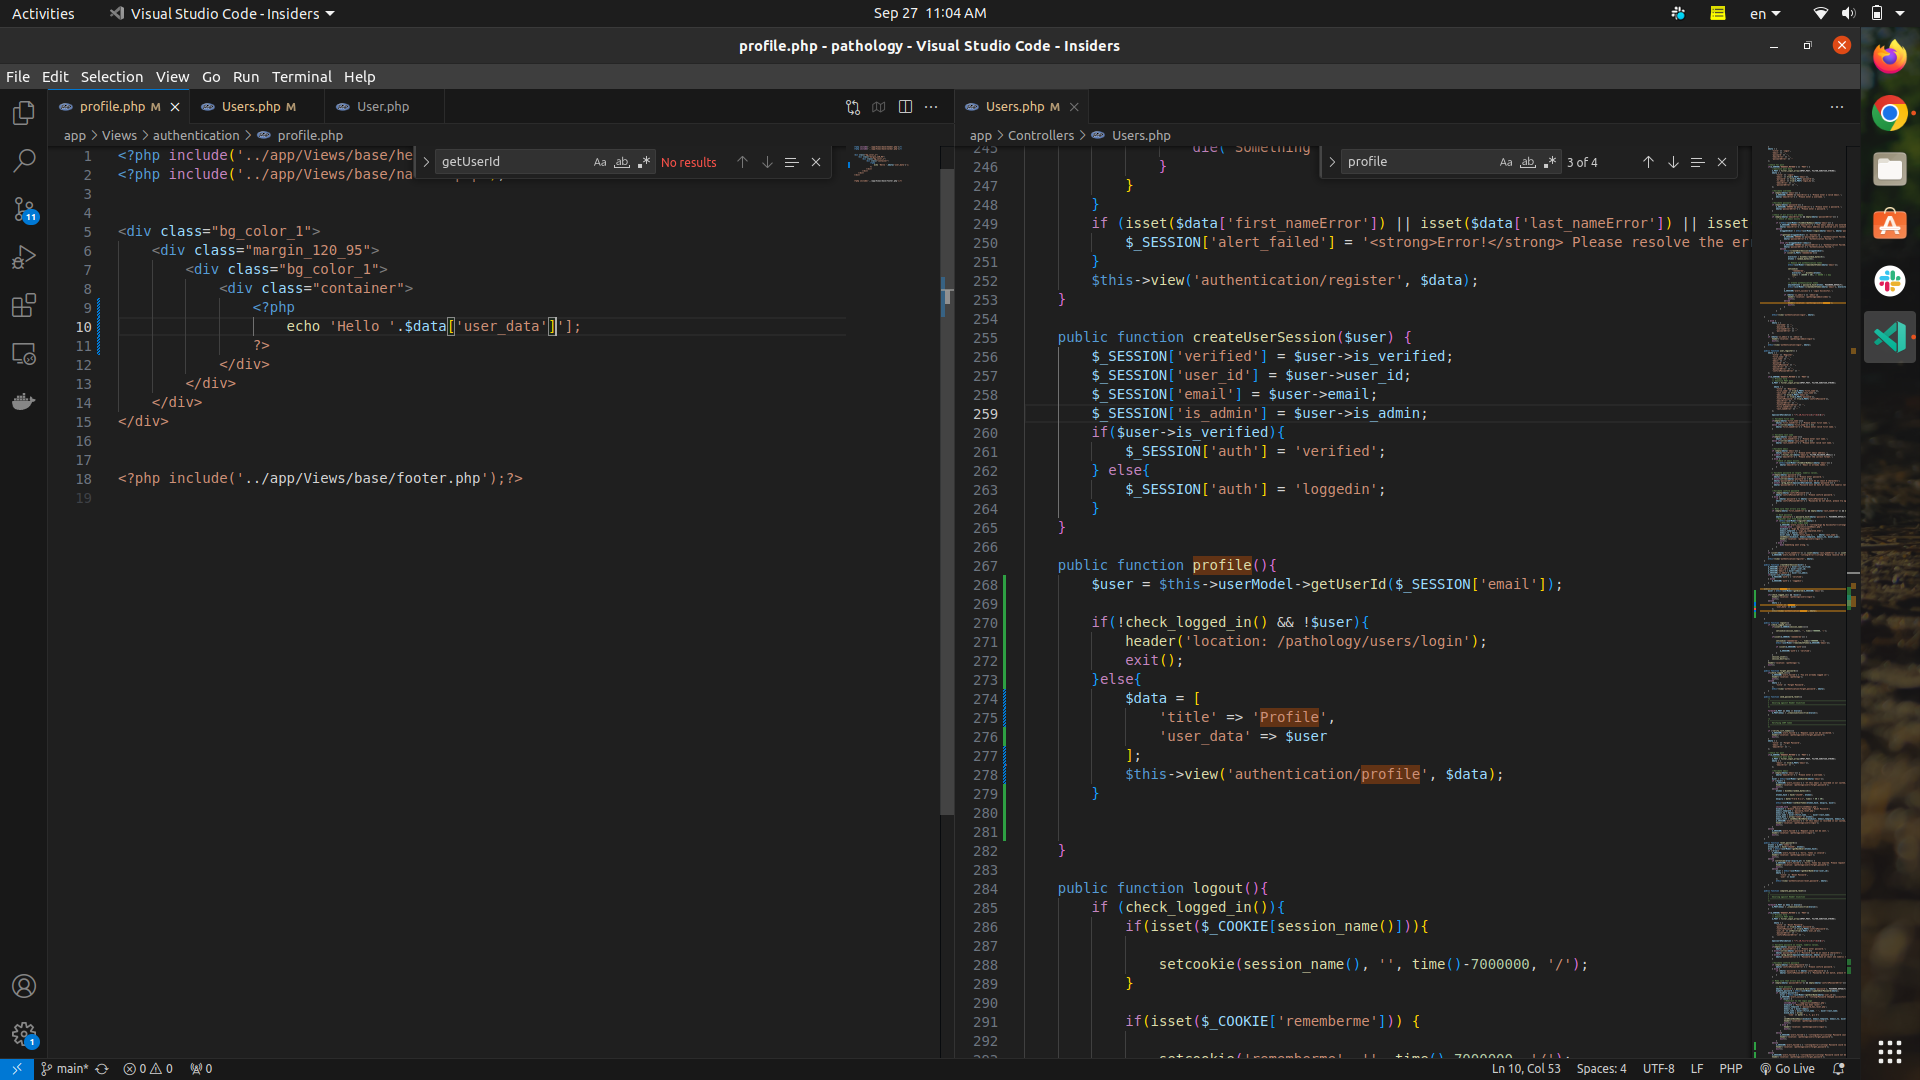 Activities
Visual Studio Code - Insiders
Sep 27 11:04 AM
en
profile.php - pathology - Visual Studio Code - Insiders
File Edit Selection View Go Run Terminal Help
profile.php M
Users.php M
User.php
app > Views > authentication > profile.php
getUserId
Aa ab No results
1 <?php include('../app/Views/base/he
2 <?php include('../app/Views/base/na
3
4
5 <div class="bg_color_1">
6 <div class="margin_120_95">
7 <div class="bg_color_1">
8 <div class="container">
9 <?php
10 echo 'Hello '.$data['user_data']'];
11 ?>
12 </div>
13 </div>
14 </div>
15 </div>
16
17
18 <?php include('../app/Views/base/footer.php');?>
19
11
1
Users.php M
app > Controllers > Users.php
profile
Aa ab 3 of 4
245 die('Something
246 }
247 }
248 }
249 if (isset($data['first_nameError']) || isset($data['last_nameError']) || isset
250 $_SESSION['alert_failed'] = '<strong>Error!</strong> Please resolve the err
251 }
252 $this->view('authentication/register', $data);
253 }
254
255 public function createUserSession($user) {
256 $_SESSION['verified'] = $user->is_verified;
257 $_SESSION['user_id'] = $user->user_id;
258 $_SESSION['email'] = $user->email;
259 $_SESSION['is_admin'] = $user->is_admin;
260 if($user->is_verified){
261 $_SESSION['auth'] = 'verified';
262 } else{
263 $_SESSION['auth'] = 'loggedin';
264 }
265 }
266
267 public function profile(){
268 $user = $this->userModel->getUserId($_SESSION['email']);
269
270 if(!check_logged_in() && !$user){
271 header('location: /pathology/users/login');
272 exit();
273 }else{
274 $data = [
275 'title' => 'Profile',
276 'user_data' => $user
277 ];
278 $this->view('authentication/profile', $data);
279 }
280
281
282 }
283
284 public function logout(){
285 if (check_logged_in()){
286 if(isset($_COOKIE[session_name()])){
287
288 setcookie(session_name(), '', time()-7000000, '/');
289 }
290
291 if(isset($_COOKIE['rememberme'])) {
292
293 setcookie('rememberme', '', time()-7000000, '/');
main* 0 0 0
Ln 10, Col 53 Spaces: 4 UTF-8 LF PHP Go Live